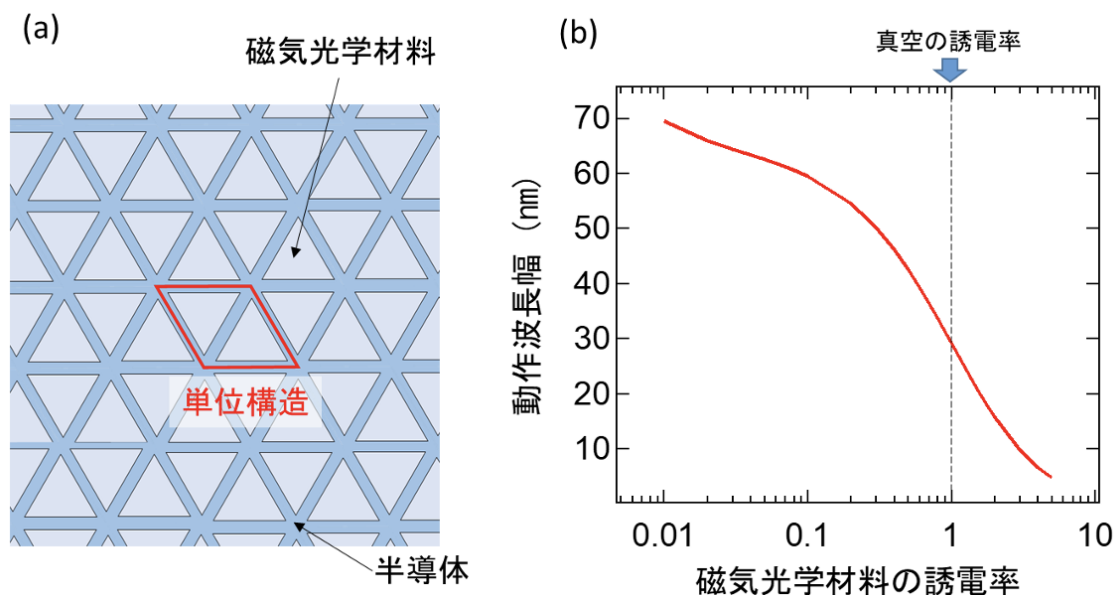 (a)
磁気光学材料
単位構造
半導体
(b)
真空の誘電率
動作波長幅 (nm)
70
60
50
40
30
20
10
0.01 0.1 1 10
磁気光学材料の誘電率